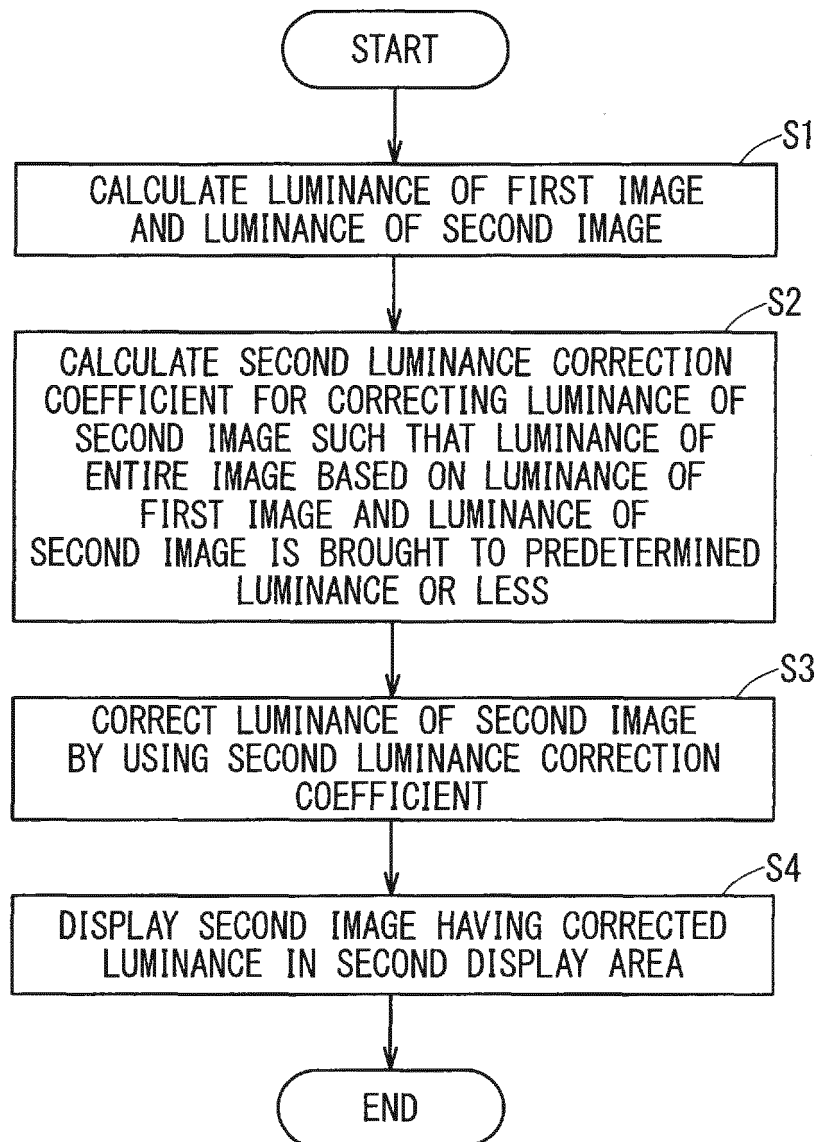 START
S1
CALCULATE LUMINANCE OF FIRST IMAGE
AND LUMINANCE OF SECOND IMAGE
S2
CALCULATE SECOND LUMINANCE CORRECTION
COEFFICIENT FOR CORRECTING LUMINANCE OF
SECOND IMAGE SUCH THAT LUMINANCE OF
ENTIRE IMAGE BASED ON LUMINANCE OF
FIRST IMAGE AND LUMINANCE OF
SECOND IMAGE IS BROUGHT TO PREDETERMINED
LUMINANCE OR LESS
S3
CORRECT LUMINANCE OF SECOND IMAGE
BY USING SECOND LUMINANCE CORRECTION
COEFFICIENT
S4
DISPLAY SECOND IMAGE HAVING CORRECTED
LUMINANCE IN SECOND DISPLAY AREA
END